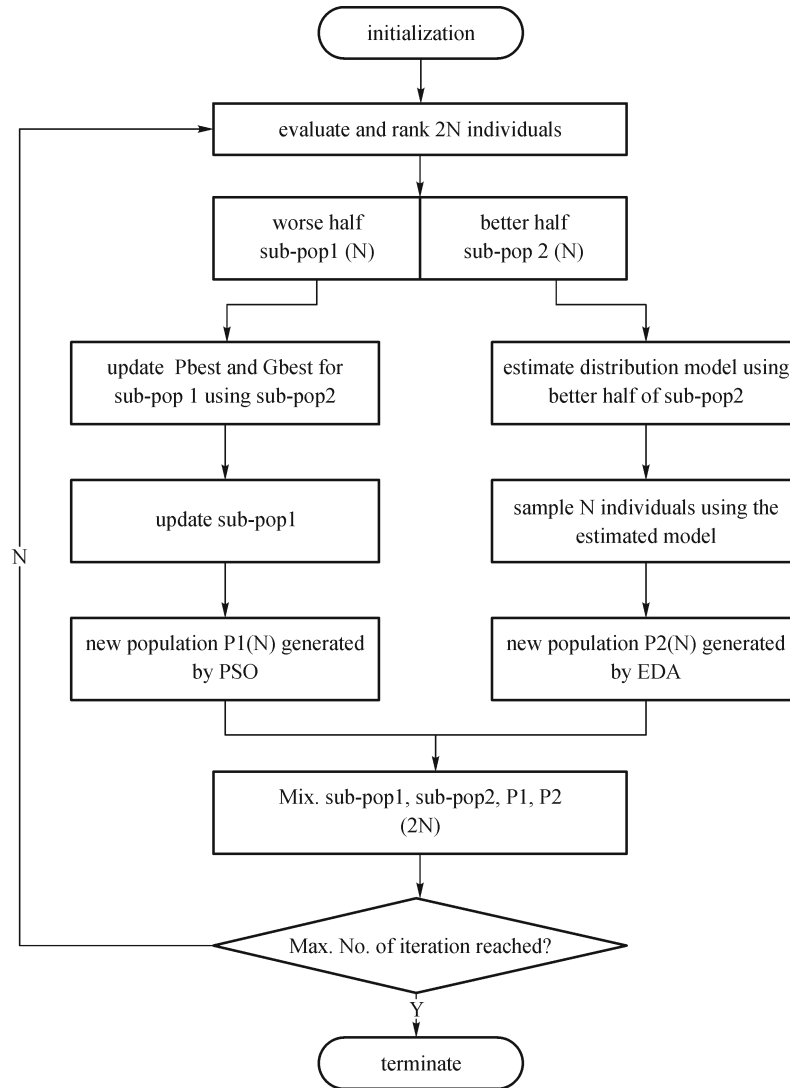 initialization
evaluate and rank 2N individuals
worse half
sub-pop1 (N)
better half
sub-pop 2 (N)
update Pbest and Gbest for
sub-pop 1 using sub-pop2
estimate distribution model using
better half of sub-pop2
update sub-pop1
sample N individuals using the
estimated model
N
new population P1(N) generated
by PSO
new population P2(N) generated
by EDA
Mix. sub-pop1, sub-pop2, P1, P2
(2N)
Max. No. of iteration reached?
Y
terminate